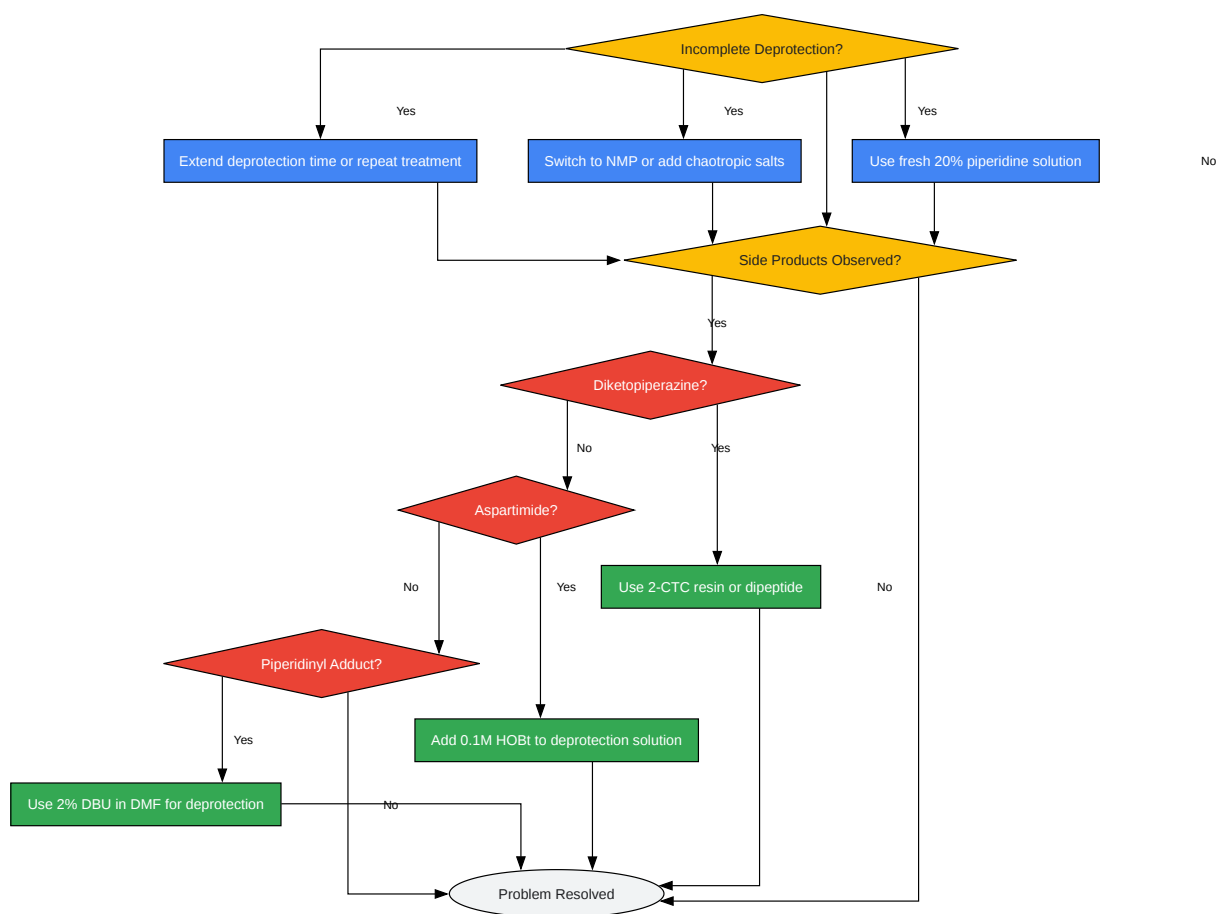 Incomplete Deprotection?
Yes
Yes
Yes
Extend deprotection time or repeat treatment
Switch to NMP or add chaotropic salts
Use fresh 20% piperidine solution
No
Side Products Observed?
Yes
Diketopiperazine?
No
Yes
Aspartimide?
No
Yes
Use 2-CTC resin or dipeptide
No
Piperidinyl Adduct?
Yes
Add 0.1M HOBt to deprotection solution
Use 2% DBU in DMF for deprotection
No
Problem Resolved